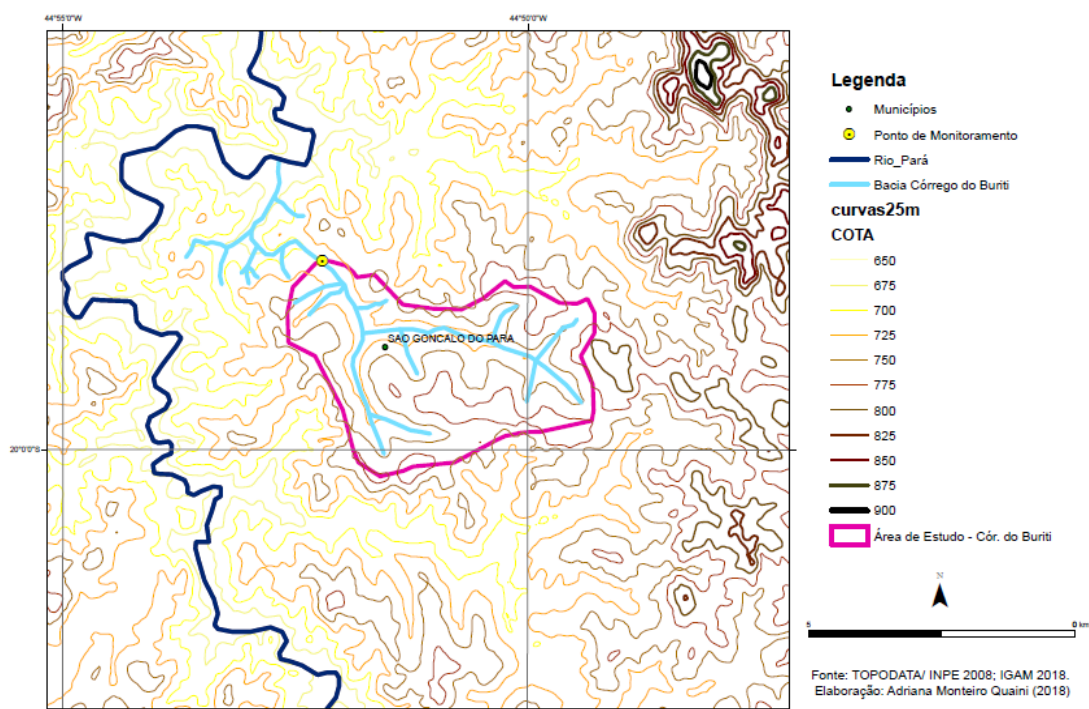 44°55'0"W
44°50'0"W
Legenda
Municípios
Ponto de Monitoramento
Rio_Pará
Bacia Córrego do Buriti
curvas25m
COTA
650
675
700
725
750
775
800
825
850
875
900
Área de Estudo - Cór. do Buriti
SAO GONCALO DO PARA
20°0'0"S
N
5
0 km
Fonte: TOPODATA/ INPE 2008; IGAM 2018.
Elaboração: Adriana Monteiro Quaini (2018)